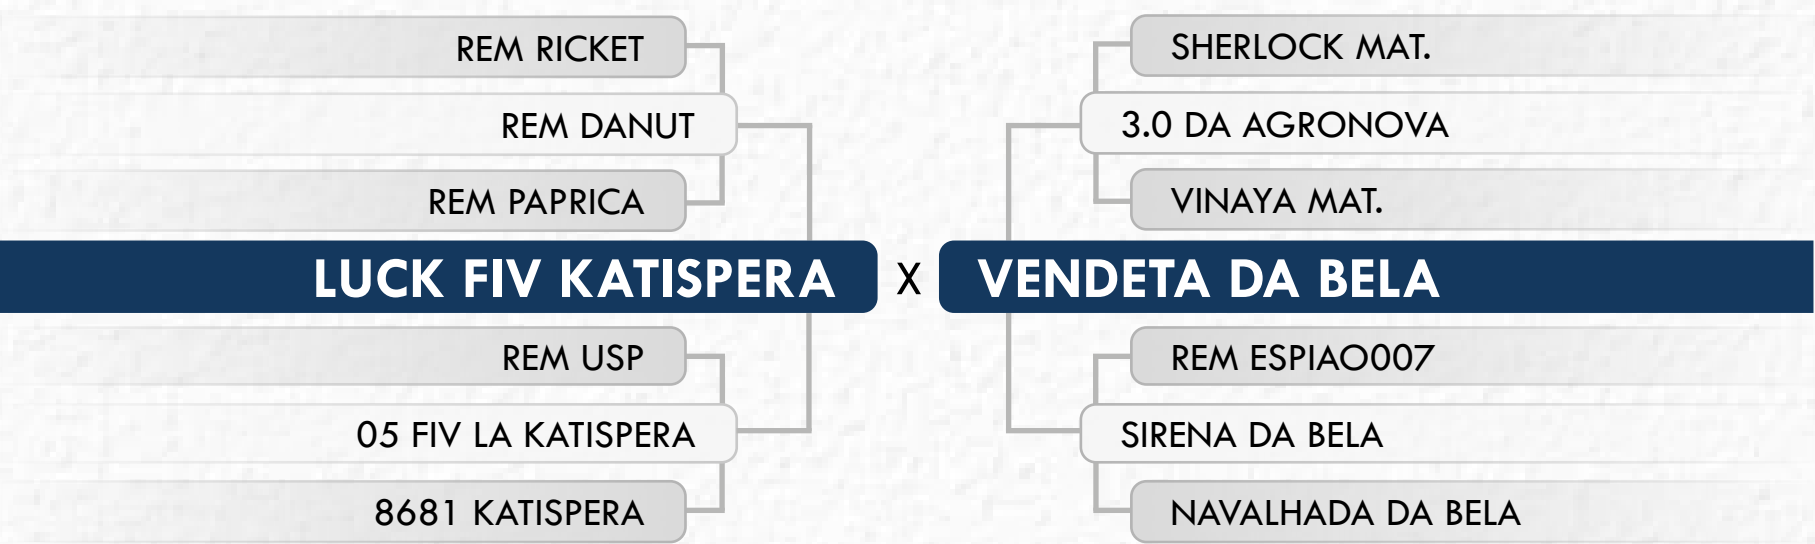 REM RICKET
REM DANUT
REM PAPRICA
LUCK FIV KATISPERA
REM USP
05 FIV LA KATISPERA
8681 KATISPERA
X
SHERLOCK MAT.
3.0 DA AGRONOVA
VINAYA MAT.
VENDETA DA BELA
REM ESPIAO007
SIRENA DA BELA
NAVALHADA DA BELA